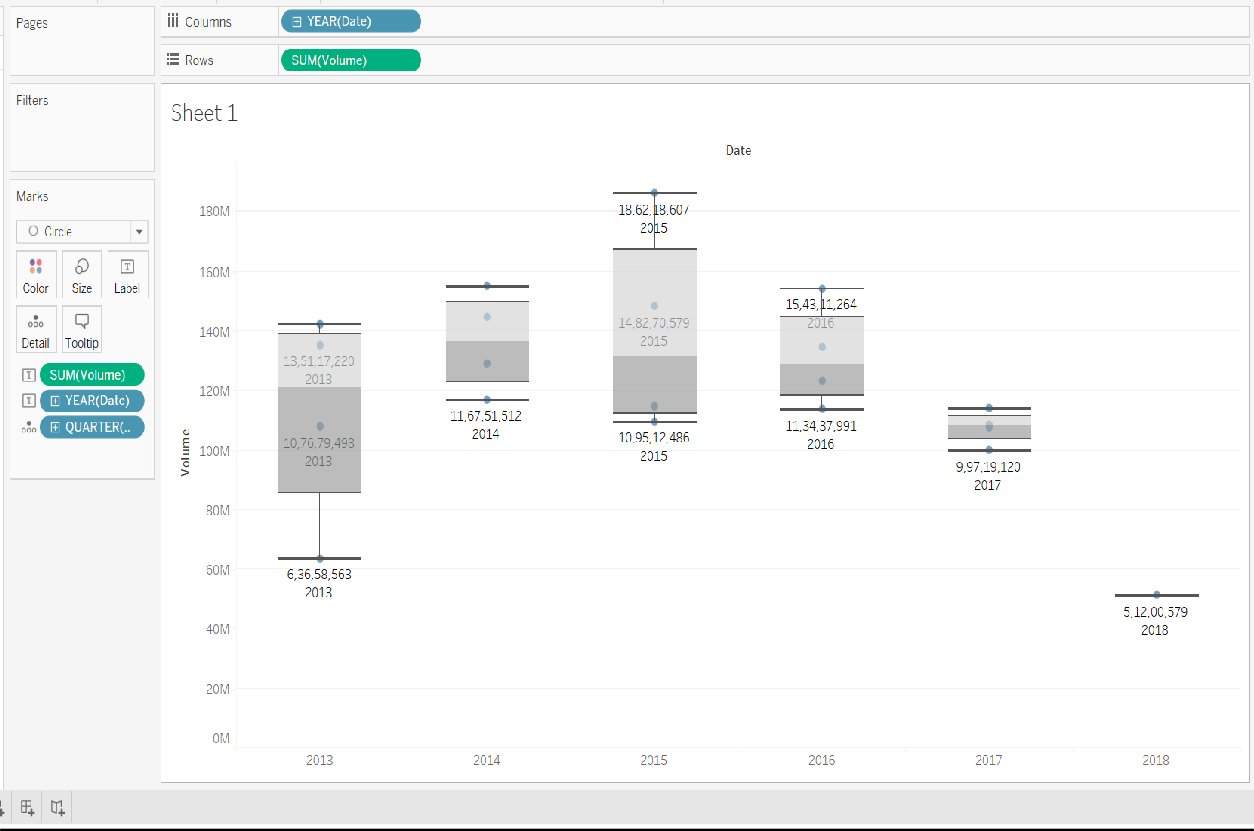 Pages
Columns
YEAR(Date)
Rows
SUM(Volume)
Filters
Marks
Circle
Color
Size
Label
Detail
Tooltip
SUM(Volume)
YEAR(Date)
QUARTER(..
Sheet 1
Date
Volume
180M
160M
140M
120M
100M
80M
60M
40M
20M
0M
13,51,17,220
2013
10,76,79,498
2013
6,36,58,563
2013
11,67,51,512
2014
18,62,18,607
2015
14,82,70,579
2015
10,95,12,486
2015
15,43,11,264
2016
11,34,37,991
2016
9,97,19,120
2017
5,12,00,579
2018
2013
2014
2015
2016
2017
2018